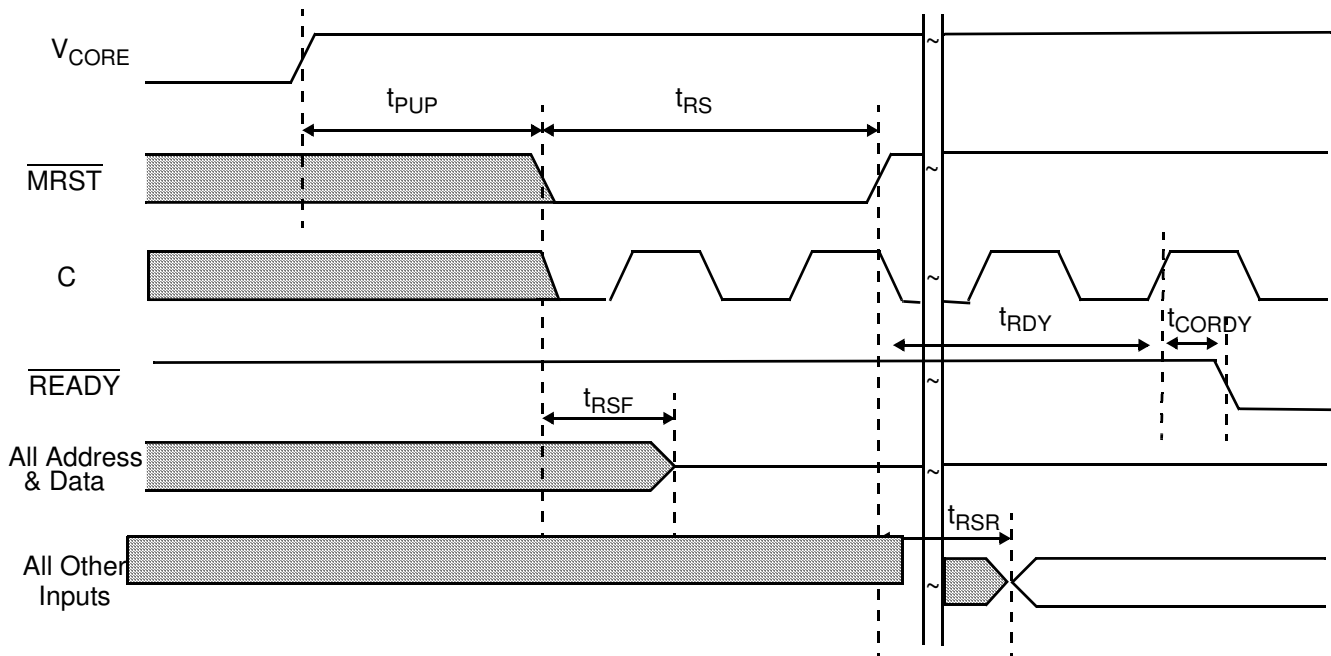 VCORE
tPUP
tRS
MRST
C
tRDY
tCORDY
READY
tRSF
All Address
& Data
tRSR
All Other
Inputs
~
~
~
~
~
~